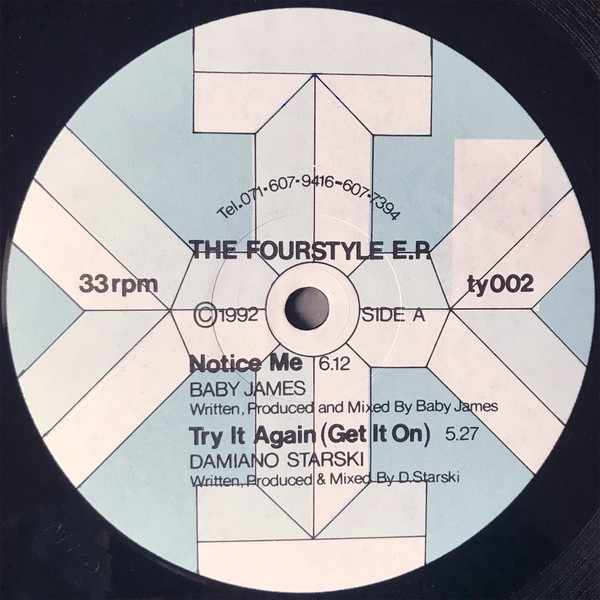 Tel.071-607-9416-607-7394
THE FOURSTYLE E.P.
33rpm
ty002
©1992
SIDE A
Notice Me 6.12
BABY JAMES
Written, Produced and Mixed By Baby James
Try It Again (Get It On) 5.27
DAMIANO STARSKI
Written, Produced & Mixed By D.Starski